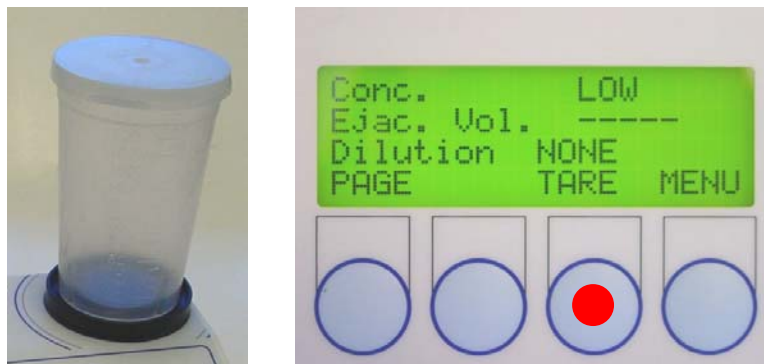 Conc. LOW
Ejac. Vol. -----
Dilution NONE
PAGE TARE MENU